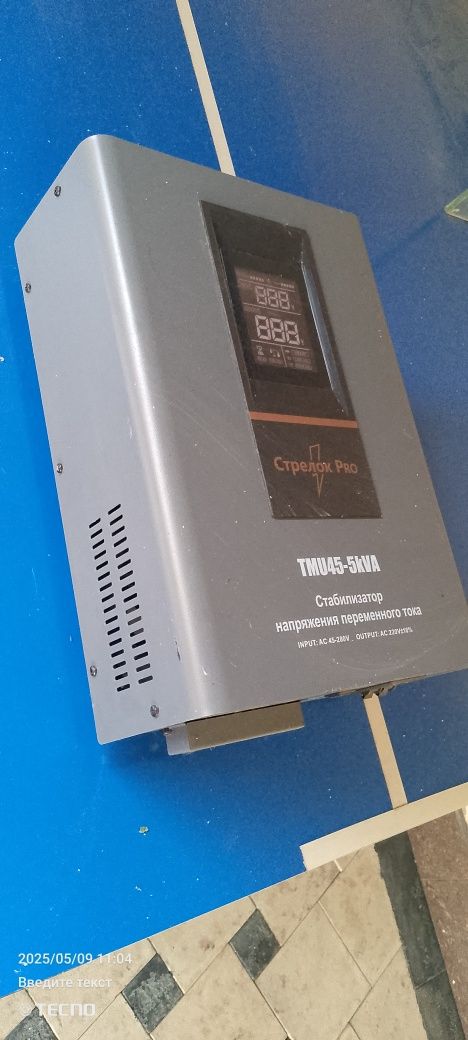 888
888
Стрелок PRO
TMU45-5kVA
Стабилизатор
напряжения переменного тока
INPUT: AC 45-280V OUTPUT: AC 220V±10%
2025/05/09 11:04
Введите текст
TECNO